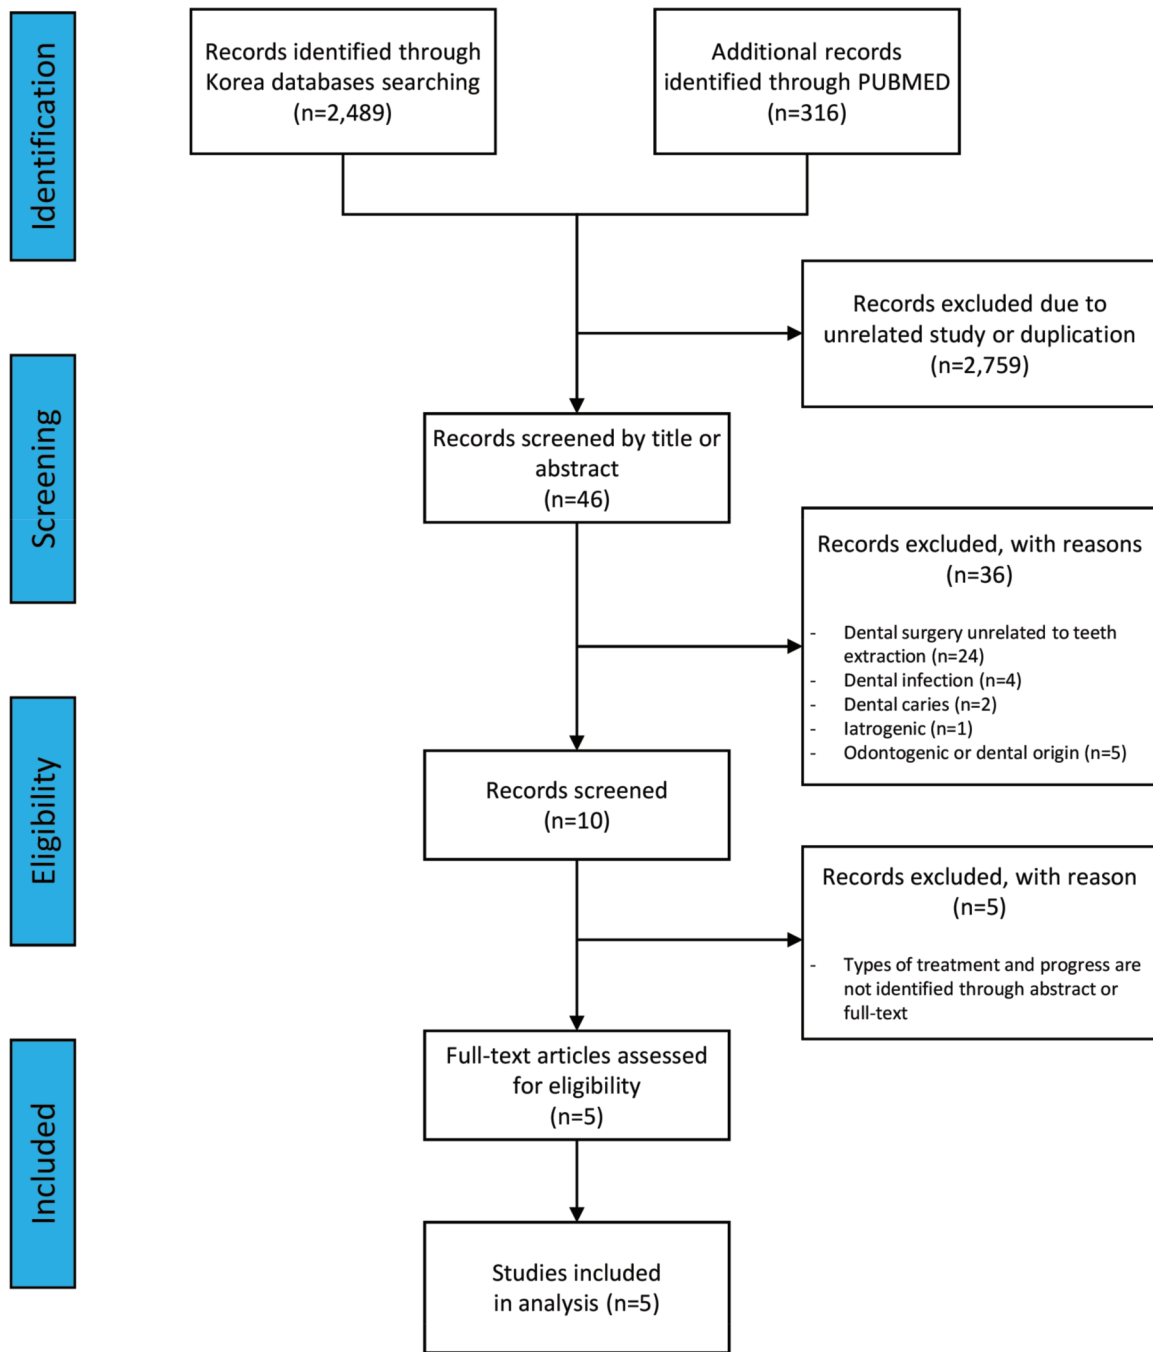 Identification
Records identified through
Korea databases searching
(n=2,489)
Additional records
identified through PUBMED
(n=316)
Records excluded due to
unrelated study or duplication
(n=2,759)
Screening
Records screened by title or
abstract
(n=46)
Records excluded, with reasons
(n=36)
- Dental surgery unrelated to teeth
extraction (n=24)
- Dental infection (n=4)
- Dental caries (n=2)
- Iatrogenic (n=1)
- Odontogenic or dental origin (n=5)
Eligibility
Records screened
(n=10)
Records excluded, with reason
(n=5)
- Types of treatment and progress are
not identified through abstract or
full-text
Included
Full-text articles assessed
for eligibility
(n=5)
Studies included
in analysis (n=5)